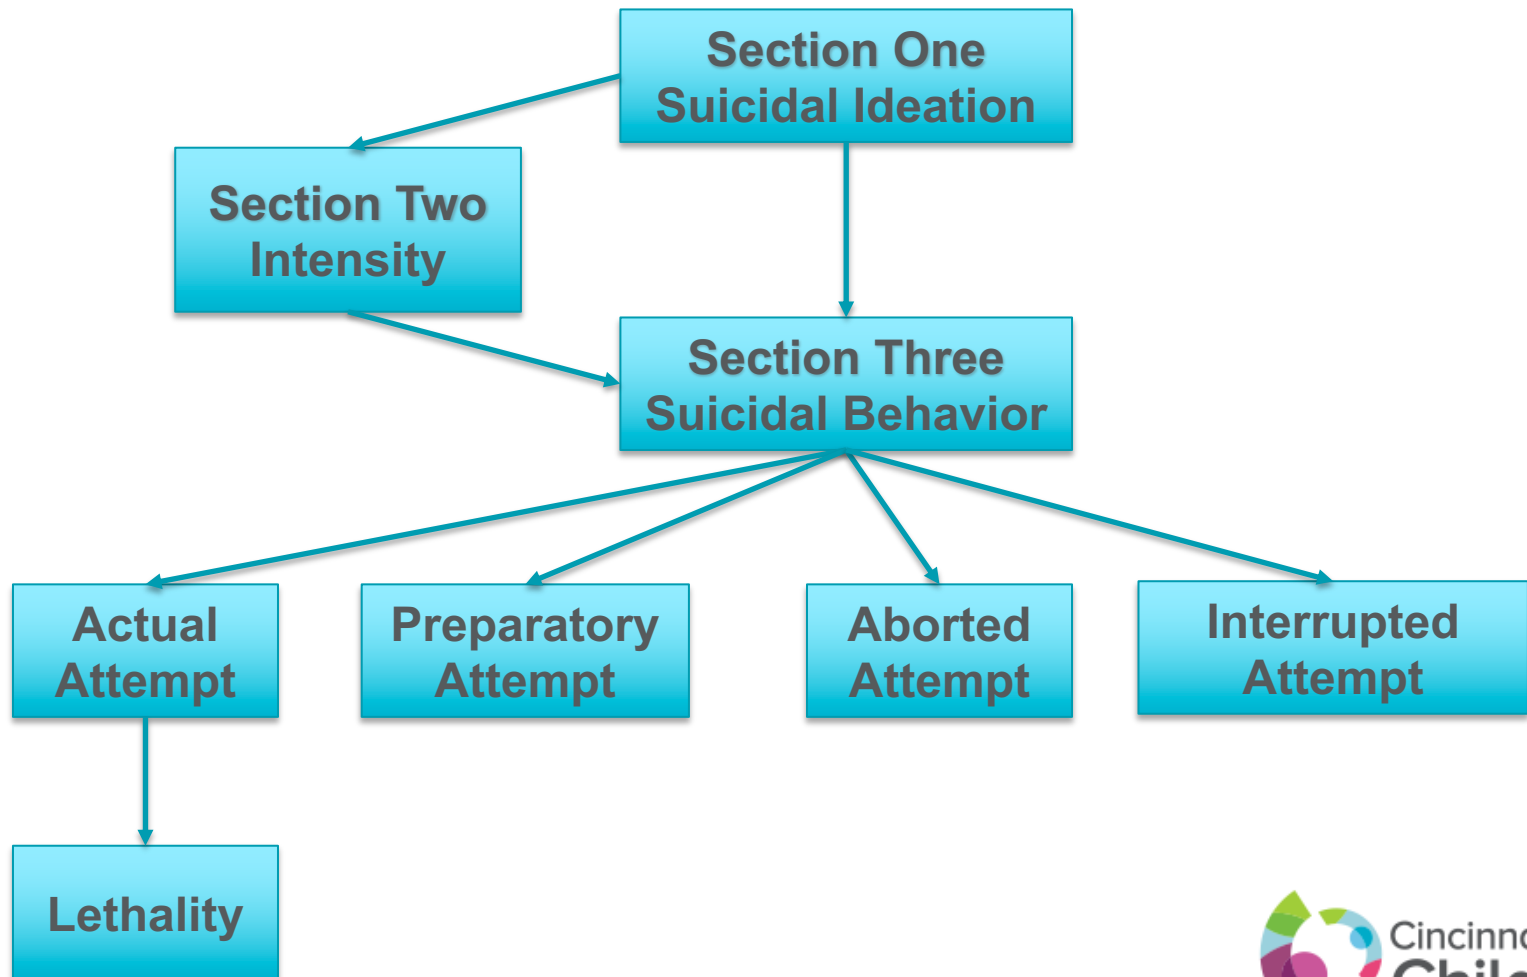 Section One
Suicidal Ideation
Section Two
Intensity
Section Three
Suicidal Behavior
Actual
Attempt
Preparatory
Attempt
Aborted
Attempt
Interrupted
Attempt
Lethality